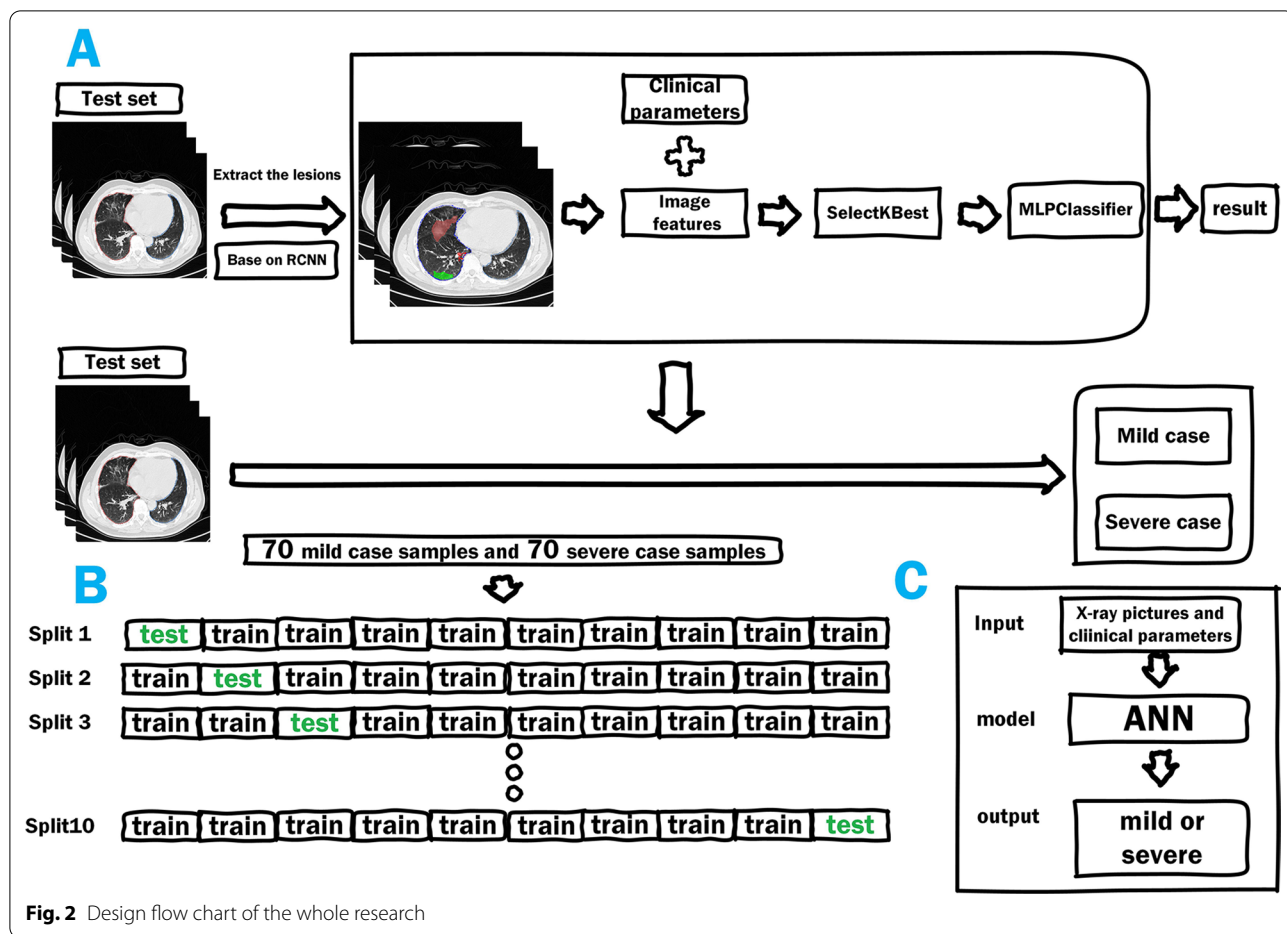 A
Test set
Extract the lesions
Base on RCNN
Clinical
parameters
Image
features
SelectKBest
MLPClassifier
result
Test set
Mild case
Severe case
70 mild case samples and 70 severe case samples
B
Split 1 test train train train train train train train train train
Split 2 train test train train train train train train train train
Split 3 train train test train train train train train train train
Split10 train train train train train train train train train test
C
Input
X-ray pictures and
cliinical parameters
model
ANN
output
mild or
severe
Fig. 2 Design flow chart of the whole research